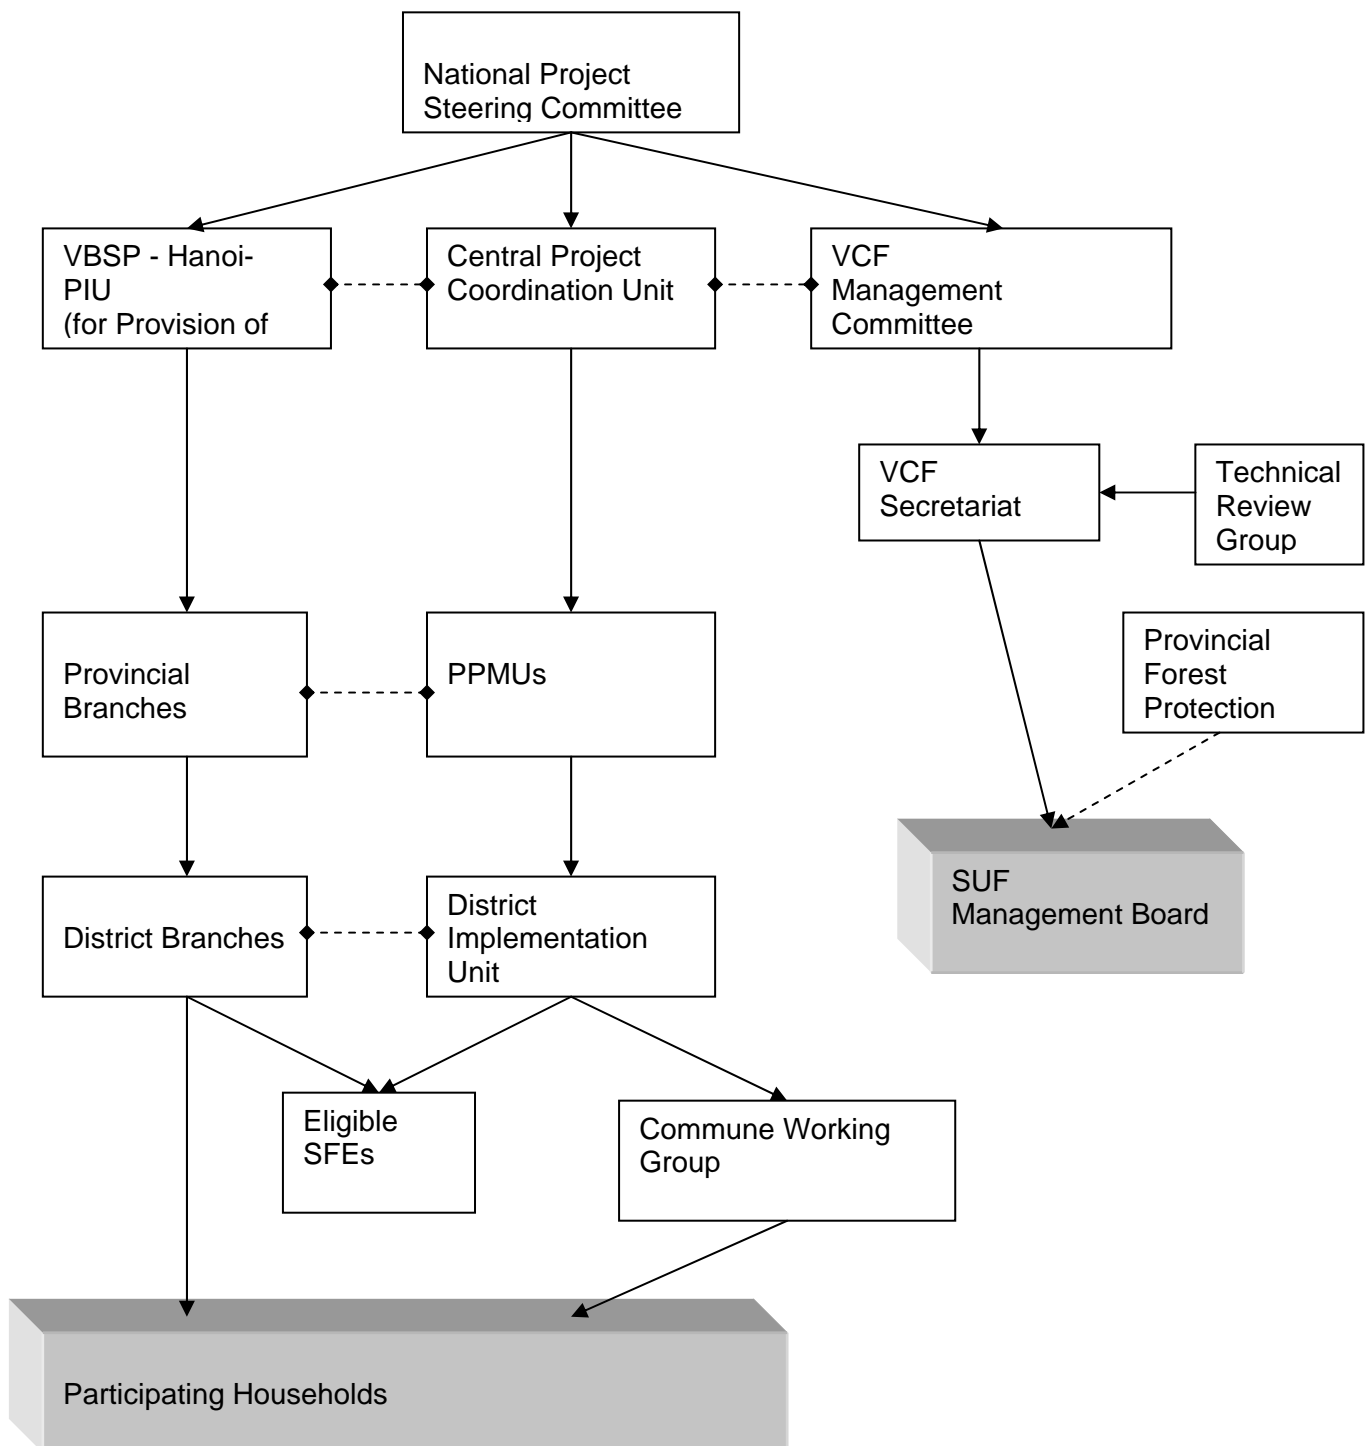 National Project
Steering Committee
VBSP - Hanoi-
PIU
(for Provision of
Central Project
Coordination Unit
VCF
Management
Committee
VCF
Secretariat
Technical
Review
Group
Provincial
Branches
PPMUs
Provincial
Forest
Protection
SUF
Management Board
District Branches
District
Implementation
Unit
Eligible
SFEs
Commune Working
Group
Participating Households